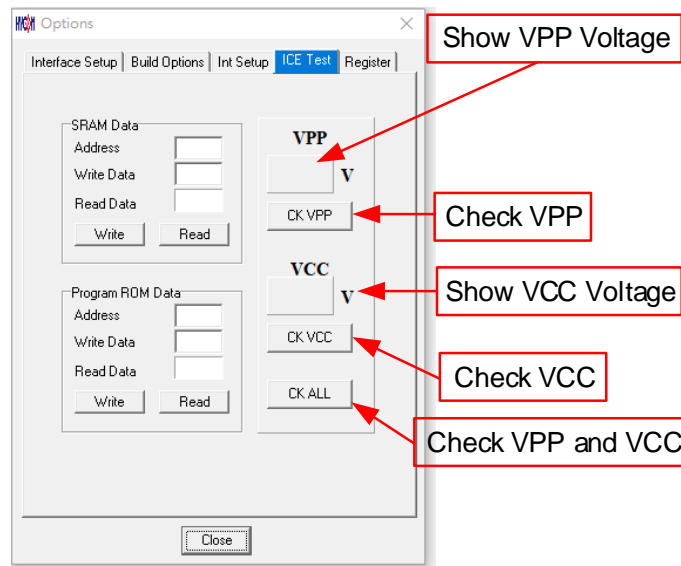 HYCON Options
Interface Setup Build Options Int Setup ICE Test Register
SRAM Data
Address
Write Data
Read Data
Write Read
Program ROM Data
Address
Write Data
Read Data
Write Read
VPP
V
CK VPP
VCC
V
CK VCC
CK ALL
Close
Show VPP Voltage
Check VPP
Show VCC Voltage
Check VCC
Check VPP and VCC